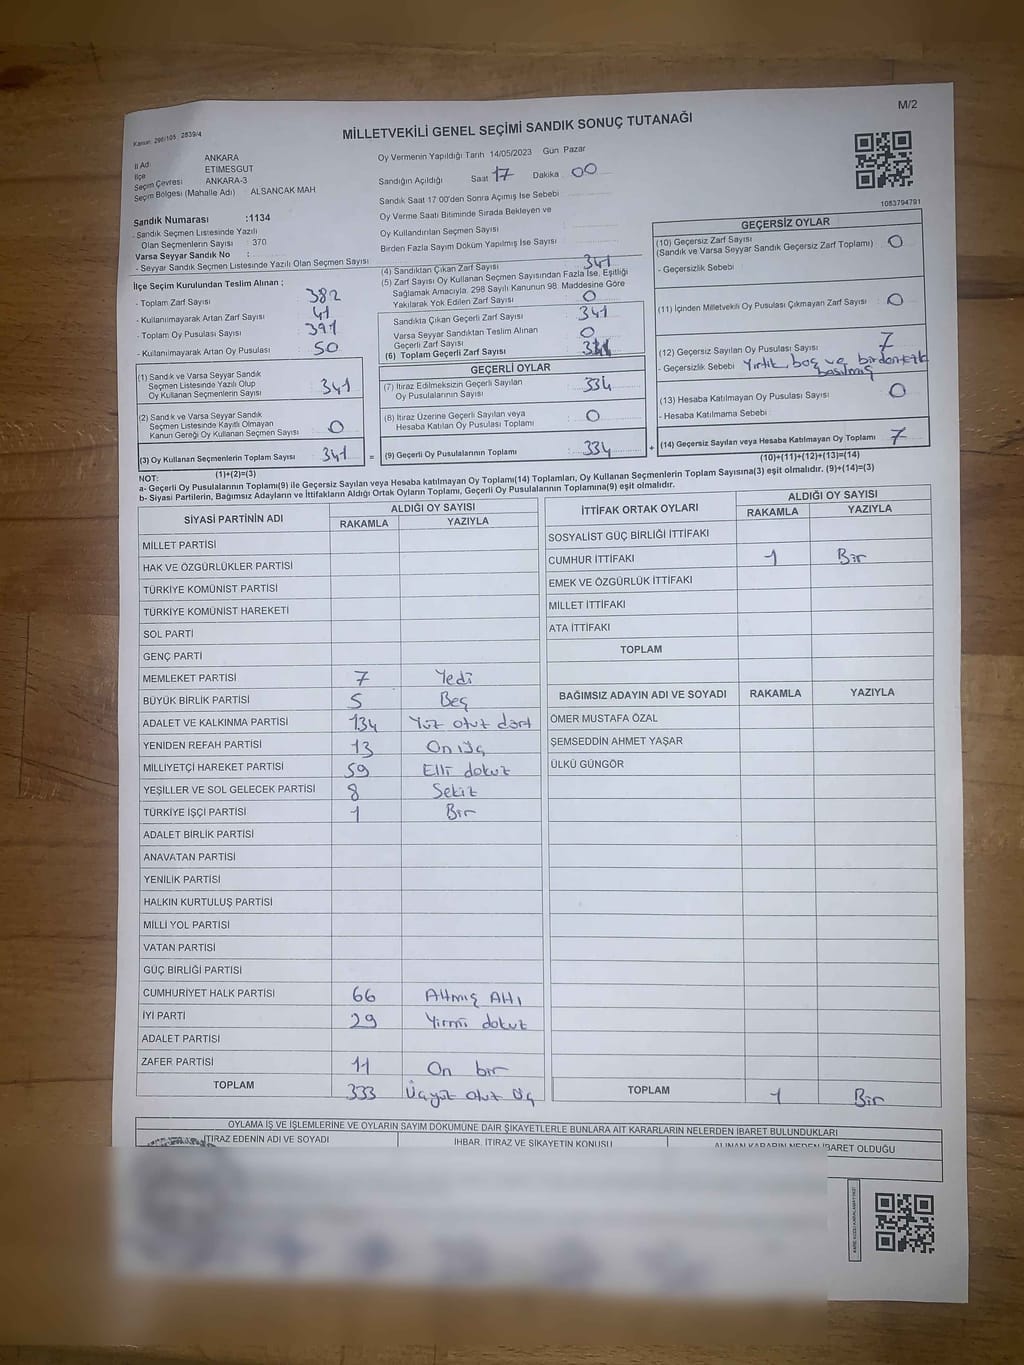 M/2
Kanun: 298/105 : 2839/4
MİLLETVEKİLİ GENEL SEÇİMİ SANDIK SONUÇ TUTANAĞI
İl Adı ANKARA
İlçe ETİMESGUT
Seçim Çevresi ANKARA-3
Seçim Bölgesi (Mahalle Adı) ALSANCAK MAH
Sandık Numarası :1134
- Sandık Seçmen Listesinde Yazılı
Olan Seçmenlerin Sayısı : 370
Varsa Seyyar Sandık No :
- Seyyar Sandık Seçmen Listesinde Yazılı Olan Seçmen Sayısı
Oy Vermenin Yapıldığı Tarih 14/05/2023 Gün Pazar
Sandığın Açıldığı Saat 17 Dakika 00
Sandık Saat 17.00'den Sonra Açımış İse Sebebi
Oy Verme Saati Bitiminde Sırada Bekleyen ve
Oy Kullandırılan Seçmen Sayısı
Birden Fazla Sayım Döküm Yapılmış İse Sayısı
1083794791
İlçe Seçim Kurulundan Teslim Alınan ;
- Toplam Zarf Sayısı 382
- Kullanılmayarak Artan Zarf Sayısı 41
- Toplam Oy Pusulası Sayısı 391
- Kullanılmayarak Artan Oy Pusulası 50
(1) Sandık ve Varsa Seyyar Sandık
Seçmen Listesinde Yazılı Olup
Oy Kullanan Seçmenlerin Sayısı 341
(2) Sandık ve Varsa Seyyar Sandık
Seçmen Listesinde Kayıtlı Olmayan
Kanun Gereği Oy Kullanan Seçmen Sayısı 0
(3) Oy Kullanan Seçmenlerin Toplam Sayısı 341
(1)+(2)=(3)
(4) Sandıktan Çıkan Zarf Sayısı 341
(5) Zarf Sayısı Oy Kullanan Seçmen Sayısından Fazla İse, Eşitliği
Sağlamak Amacıyla, 298 Sayılı Kanunun 98. Maddesine Göre
Yakılarak Yok Edilen Zarf Sayısı 0
Sandıkta Çıkan Geçerli Zarf Sayısı : 341
Varsa Seyyar Sandıktan Teslim Alınan
Geçerli Zarf Sayısı : 0
(6) Toplam Geçerli Zarf Sayısı : 341
GEÇERLİ OYLAR
(7) İtiraz Edilmeksizin Geçerli Sayılan
Oy Pusulalarının Sayısı : 334
(8) İtiraz Üzerine Geçerli Sayılan veya
Hesaba Katılan Oy Pusulası Toplamı : 0
= (9) Geçerli Oy Pusulalarının Toplamı : 334 +
GEÇERSİZ OYLAR
(10) Geçersiz Zarf Sayısı
(Sandık ve Varsa Seyyar Sandık Geçersiz Zarf Toplamı) : 0
- Geçersizlik Sebebi
(11) İçinden Milletvekili Oy Pusulası Çıkmayan Zarf Sayısı : 0
(12) Geçersiz Sayılan Oy Pusulası Sayısı : 7
- Geçersizlik Sebebi Yırtık, boş ve birden çok
basılmış
(13) Hesaba Katılmayan Oy Pusulası Sayısı : 0
- Hesaba Katılmama Sebebi
(14) Geçersiz Sayılan veya Hesaba Katılmayan Oy Toplamı : 7
(10)+(11)+(12)+(13)=(14)
NOT:
a- Geçerli Oy Pusulalarının Toplamı(9) ile Geçersiz Sayılan veya Hesaba katılmayan Oy Toplamı(14) Toplamları, Oy Kullanan Seçmenlerin Toplam Sayısına(3) eşit olmalıdır. (9)+(14)=(3)
b- Siyasi Partilerin, Bağımsız Adayların ve İttifakların Aldığı Ortak Oyların Toplamı, Geçerli Oy Pusulalarının Toplamına(9) eşit olmalıdır.
SİYASİ PARTİNİN ADI ALDIĞI OY SAYISI
RAKAMLA YAZIYLA
MİLLET PARTİSİ
HAK VE ÖZGÜRLÜKLER PARTİSİ
TÜRKİYE KOMÜNİST PARTİSİ
TÜRKİYE KOMÜNİST HAREKETİ
SOL PARTİ
GENÇ PARTİ
MEMLEKET PARTİSİ 7 Yedi
BÜYÜK BİRLİK PARTİSİ 5 Beş
ADALET VE KALKINMA PARTİSİ 134 Yüz otuz dört
YENİDEN REFAH PARTİSİ 13 On üç
MİLLİYETÇİ HAREKET PARTİSİ 59 Elli dokuz
YEŞİLLER VE SOL GELECEK PARTİSİ 8 Sekiz
TÜRKİYE İŞÇİ PARTİSİ 1 Bir
ADALET BİRLİK PARTİSİ
ANAVATAN PARTİSİ
YENİLİK PARTİSİ
HALKIN KURTULUŞ PARTİSİ
MİLLİ YOL PARTİSİ
VATAN PARTİSİ
GÜÇ BİRLİĞİ PARTİSİ
CUMHURİYET HALK PARTİSİ 66 Altmış Altı
İYİ PARTİ 29 Yirmi dokuz
ADALET PARTİSİ
ZAFER PARTİSİ 11 On bir
TOPLAM 333 Üçyüz otuz üç
İTTİFAK ORTAK OYLARI ALDIĞI OY SAYISI
RAKAMLA YAZIYLA
SOSYALİST GÜÇ BİRLİĞİ İTTİFAKI
CUMHUR İTTİFAKI 1 Bir
EMEK VE ÖZGÜRLÜK İTTİFAKI
MİLLET İTTİFAKI
ATA İTTİFAKI
TOPLAM
BAĞIMSIZ ADAYIN ADI VE SOYADI RAKAMLA YAZIYLA
ÖMER MUSTAFA ÖZAL
ŞEMSEDDİN AHMET YAŞAR
ÜLKÜ GÜNGÖR
TOPLAM 1 Bir
OYLAMA İŞ VE İŞLEMLERİNE VE OYLARIN SAYIM DÖKÜMÜNE DAİR ŞİKAYETLERLE BUNLARA AİT KARARLARIN NELERDEN İBARET BULUNDUKLARI
İTİRAZ EDENİN ADI VE SOYADI İHBAR, İTİRAZ VE ŞİKAYETİN KONUSU ALINAN KARARIN NEDEN İBARET OLDUĞU